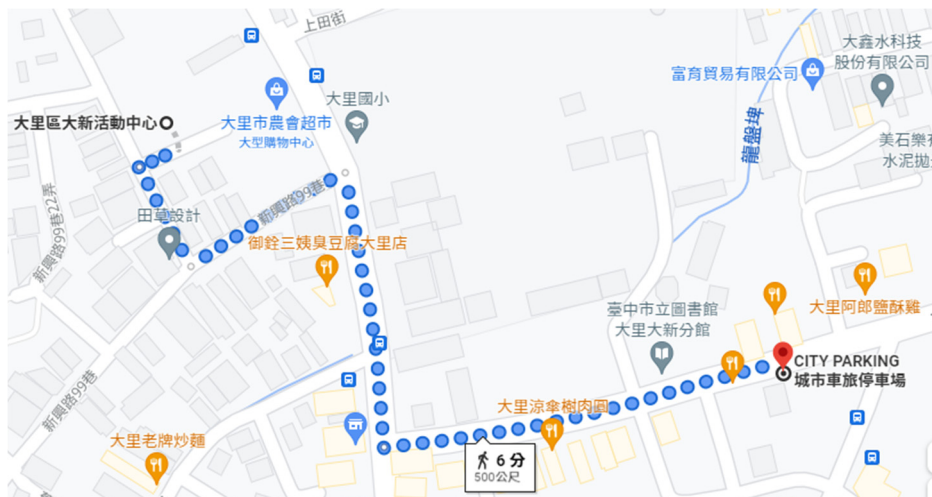 上田街
大鑫水科技
股份有限公司
富育貿易有限公司
大里國小
大里區大新活動中心
大里市農會超市
大型購物中心
龍盤埤
美石樂
水泥拋
新興路99巷22弄
田草設計
新興路99巷
御銓三姨臭豆腐大里店
臺中市立圖書館
大里大新分館
大里阿郎鹽酥雞
CITY PARKING
城市車旅停車場
新興路99巷
大里涼傘樹肉圓
大里老牌炒麵
6 分
500公尺